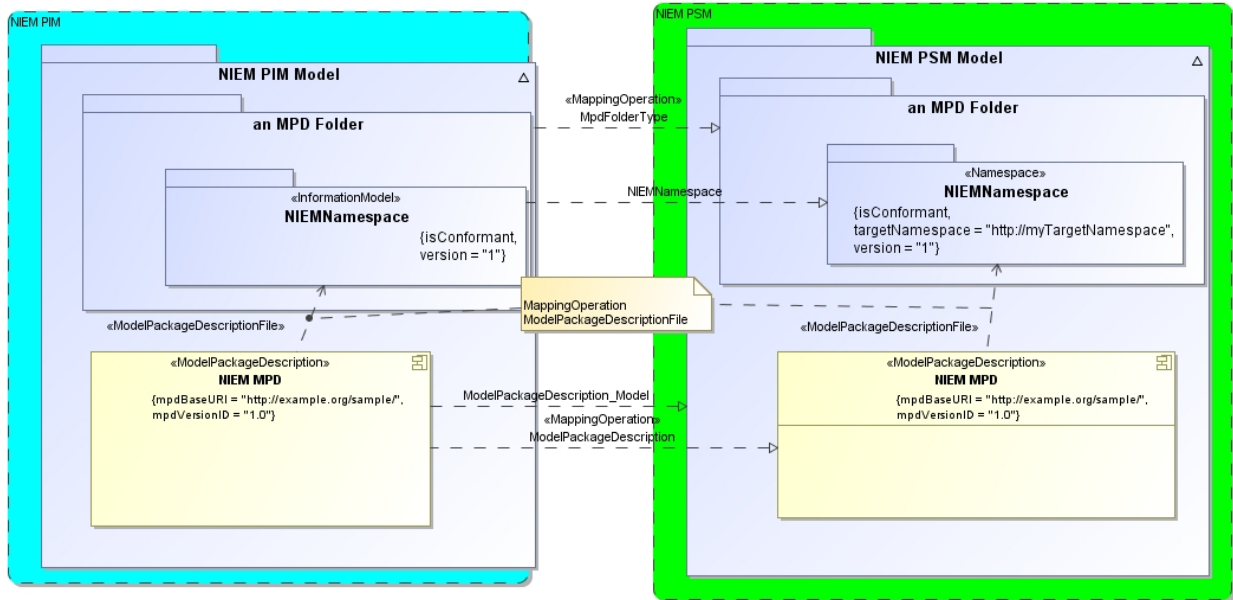 NIEM PIM
NIEM PIM Model
an MPD Folder
«InformationModel»
NIEMNamespace
{isConformant,
version = "1"}
«ModelPackageDescriptionFile»
«ModelPackageDescription»
NIEM MPD
{mpdBaseURI = "http://example.org/sample/",
mpdVersionID = "1.0"}
«MappingOperation»
MpdFolderType
NIEMNamespace
MappingOperation
ModelPackageDescriptionFile
ModelPackageDescription_Model
«MappingOperation»
ModelPackageDescription
NIEM PSM
NIEM PSM Model
an MPD Folder
«Namespace»
NIEMNamespace
{isConformant,
targetNamespace = "http://myTargetNamespace",
version = "1"}
«ModelPackageDescriptionFile»
«ModelPackageDescription»
NIEM MPD
{mpdBaseURI = "http://example.org/sample/",
mpdVersionID = "1.0"}